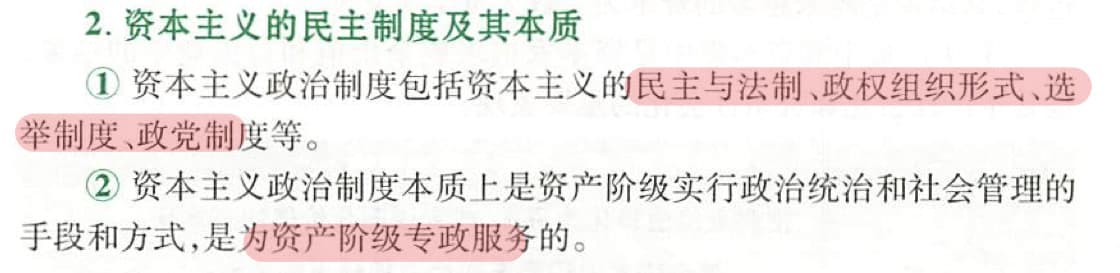 2. 资本主义的民主制度及其本质
① 资本主义政治制度包括资本主义的民主与法制、政权组织形式、选
举制度、政党制度等。
② 资本主义政治制度本质上是资产阶级实行政治统治和社会管理的
手段和方式,是为资产阶级专政服务的。